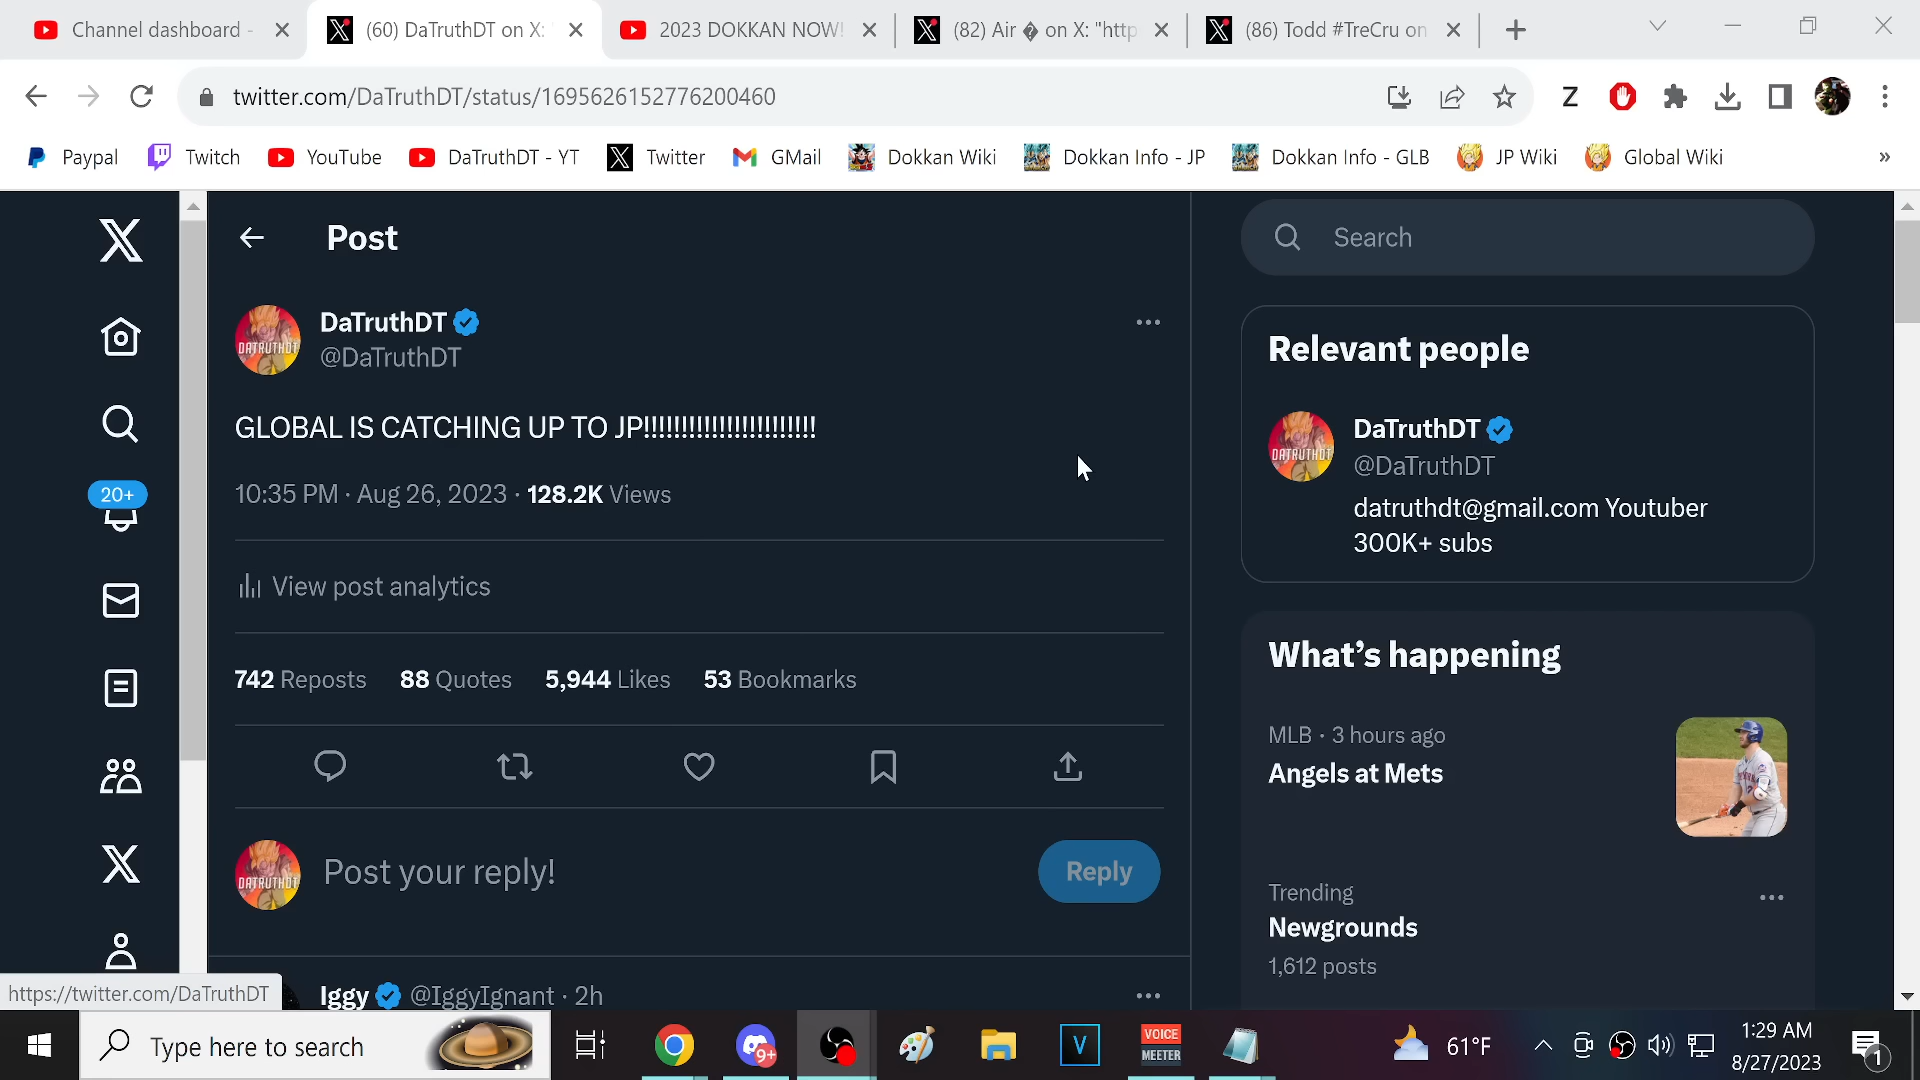 Channel dashboard -
(60) DaTruthDT on X: "
2023 DOKKAN NOW!
(82) Air � on X: "http
(86) Todd #TreCru on
twitter.com/DaTruthDT/status/1695626152776200460
Paypal
Twitch
YouTube
DaTruthDT - YT
Twitter
GMail
Dokkan Wiki
Dokkan Info - JP
Dokkan Info - GLB
JP Wiki
Global Wiki
»
Post
Search
DaTruthDT
@DaTruthDT
GLOBAL IS CATCHING UP TO JP!!!!!!!!!!!!!!!!!!!!!!!
10:35 PM · Aug 26, 2023 · 128.2K Views
View post analytics
742 Reposts 88 Quotes 5,944 Likes 53 Bookmarks
DATRUTHDT
Post your reply!
Reply
Iggy @IggyIgnant · 2h
20+
Relevant people
DaTruthDT
@DaTruthDT
datruthdt@gmail.com Youtuber
300K+ subs
What's happening
MLB · 3 hours ago
Angels at Mets
Trending
Newgrounds
1,612 posts
https://twitter.com/DaTruthDT
Type here to search
9+
V
VOICE
MEETER
61°F
1:29 AM
8/27/2023
1